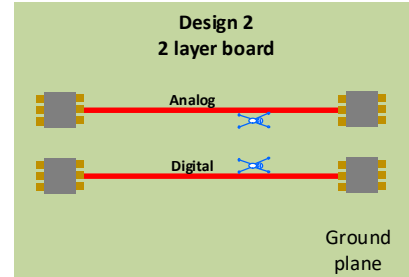 Design 2
2 layer board
Analog
Digital
Ground
plane